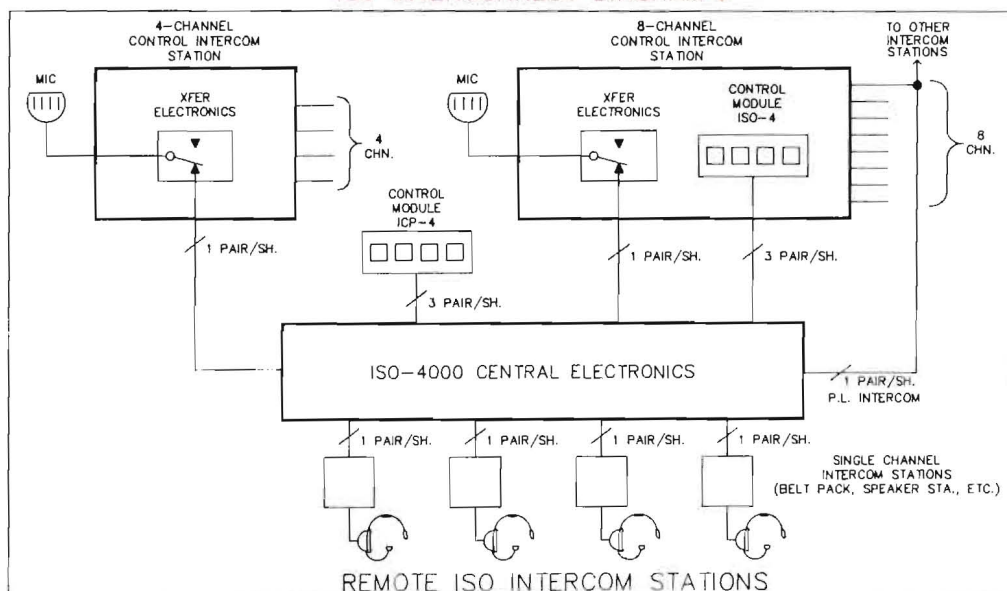 4-CHANNEL
CONTROL INTERCOM
STATION
8-CHANNEL
CONTROL INTERCOM
STATION
TO OTHER
INTERCOM
STATIONS
MIC
XFER
ELECTRONICS
4
CHN.
MIC
XFER
ELECTRONICS
CONTROL
MODULE
ISO-4
8
CHN.
CONTROL
MODULE
ICP-4
1 PAIR/SH.
3 PAIR/SH.
1 PAIR/SH.
3 PAIR/SH.
ISO-4000 CENTRAL ELECTRONICS
1 PAIR/SH.
P.L. INTERCOM
1 PAIR/SH.
1 PAIR/SH.
1 PAIR/SH.
1 PAIR/SH.
SINGLE CHANNEL
INTERCOM STATIONS
(BELT PACK, SPEAKER STA., ETC.)
REMOTE ISO INTERCOM STATIONS